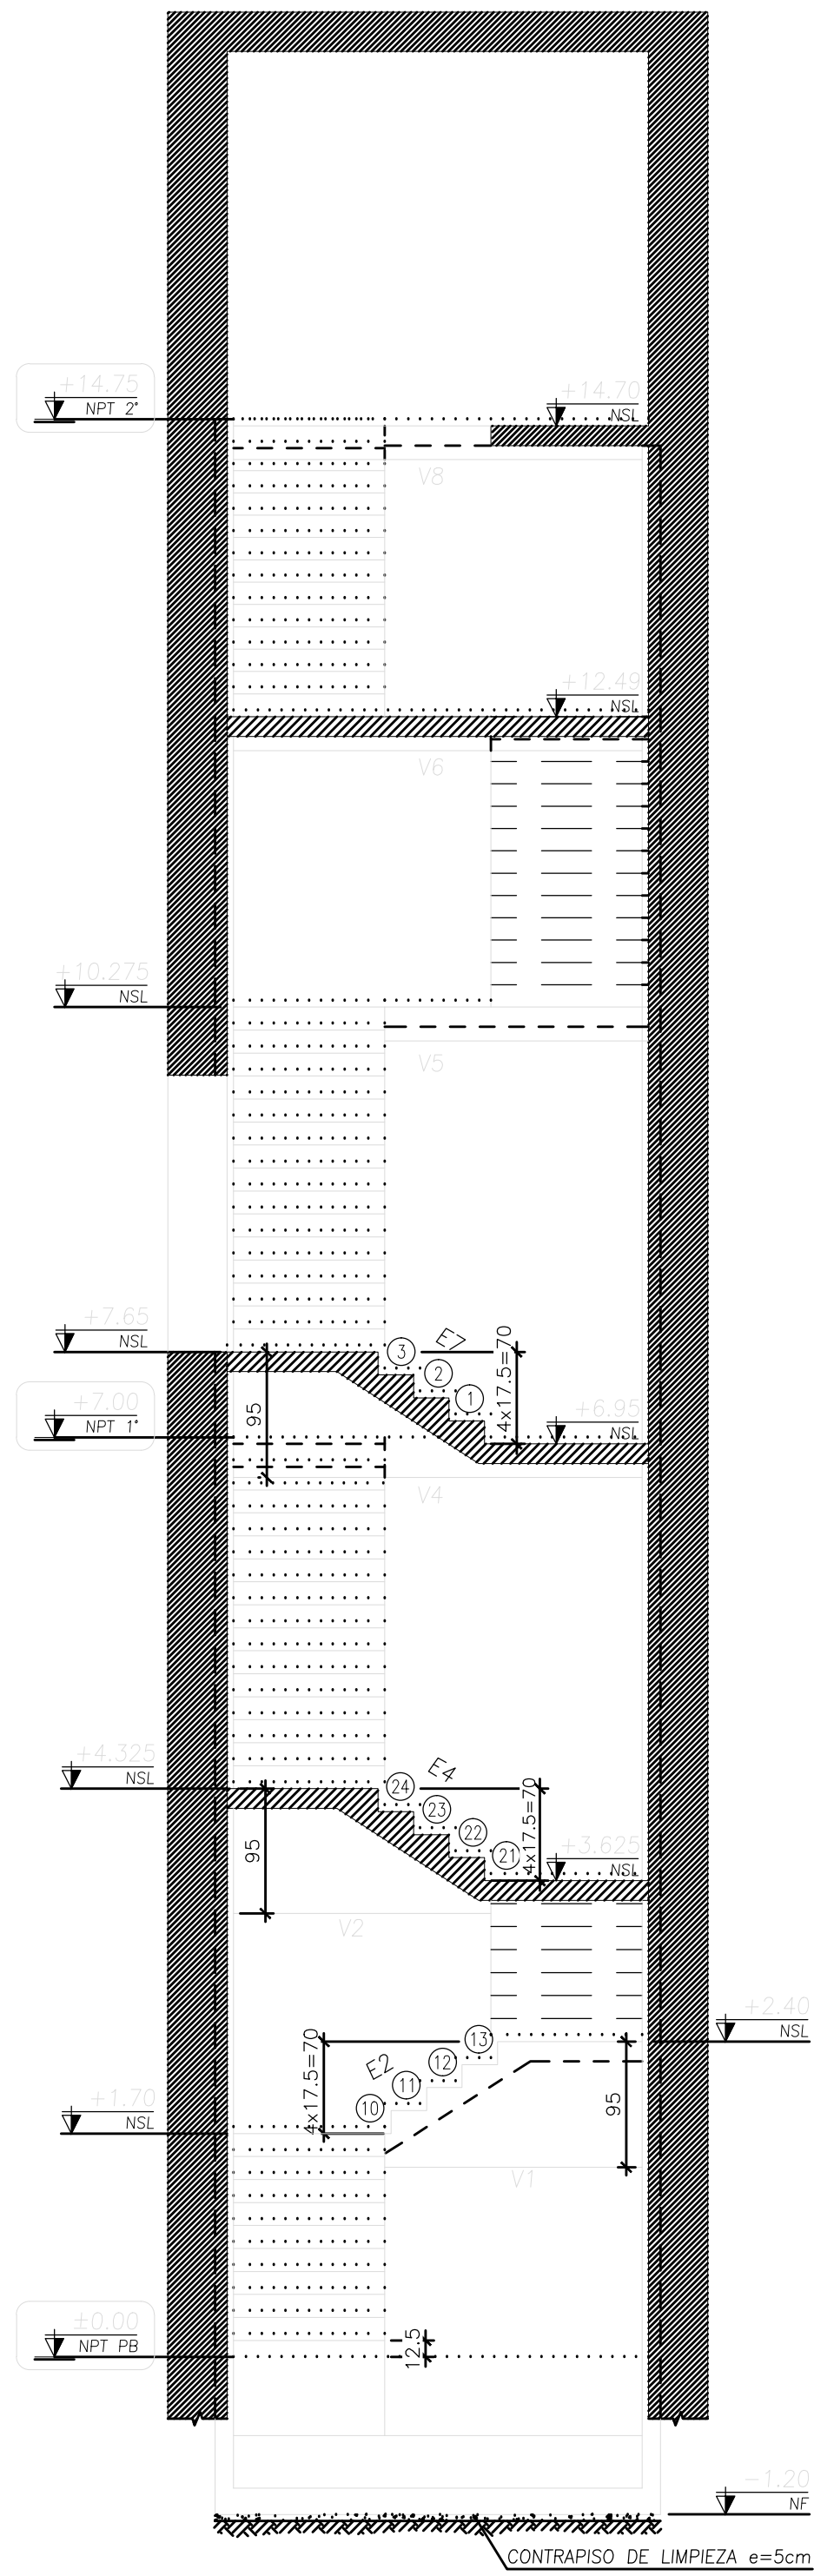 +14.75
NPT 2°
+14.70
NSL
V8
+12.49
NSL
V6
+10.275
NSL
V5
+7.65
NSL
3
E7
2
1
4x17.5=70
+7.00
NPT 1°
95
+6.95
NSL
V4
+4.325
NSL
24
E4
23
22
21
4x17.5=70
95
+3.625
NSL
V2
+2.40
NSL
4x17.5=70
13
E2
12
11
10
95
+1.70
NSL
V1
±0.00
NPT PB
12.5
-1.20
NF
CONTRAPISO DE LIMPIEZA e=5cm